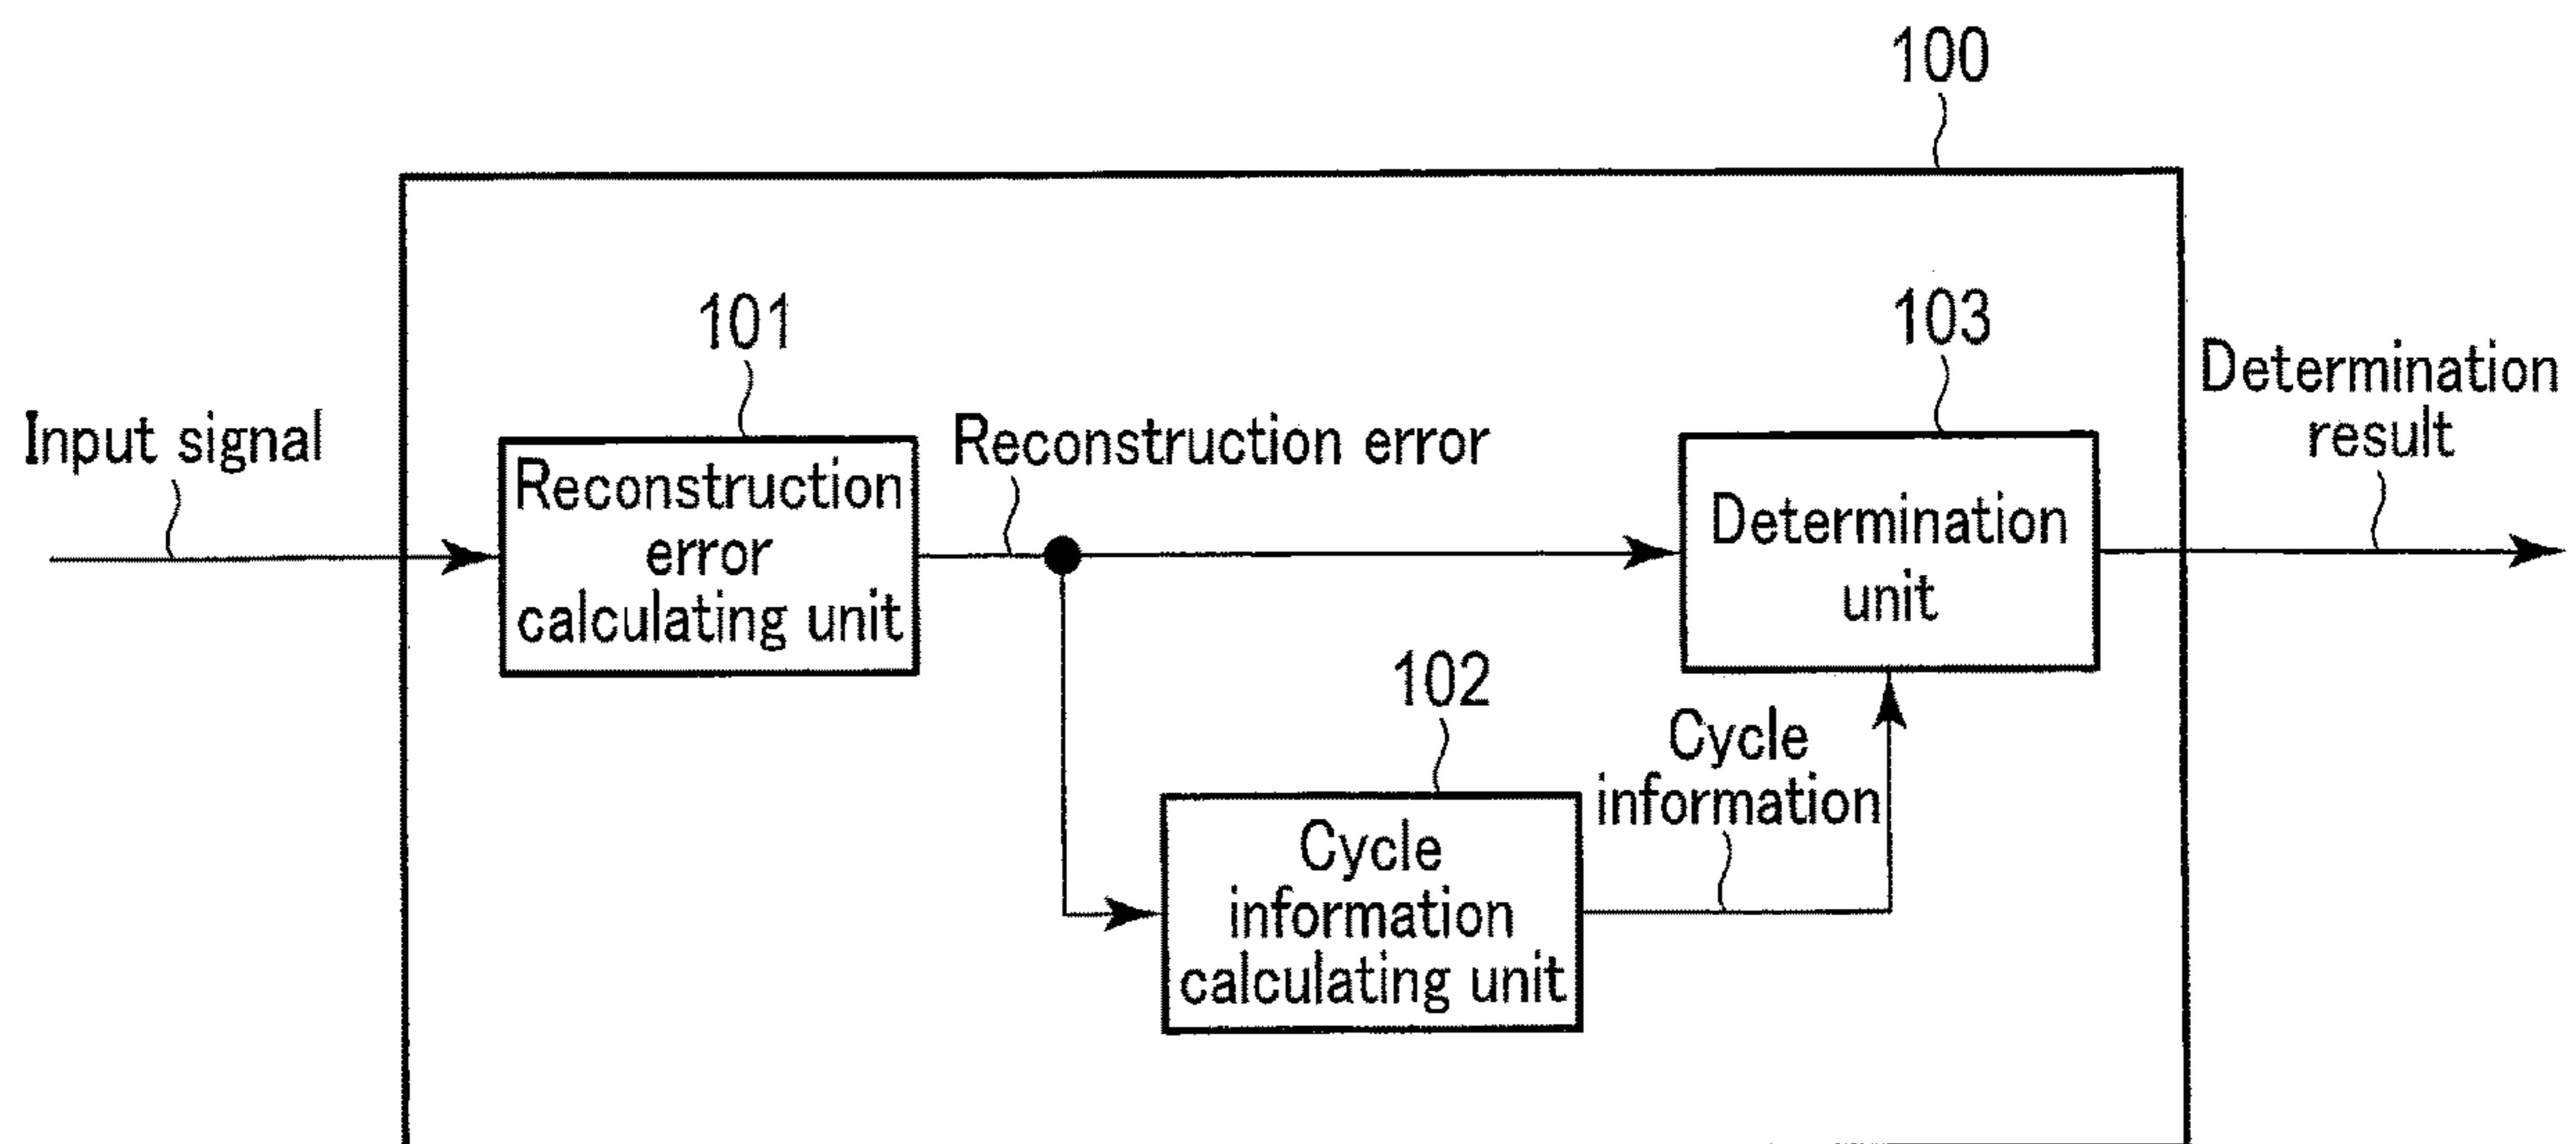 100
101
103
Determination
result
Input signal
Reconstruction error
Reconstruction
error
calculating unit
Determination
unit
102
Cycle
information
Cycle
information
calculating unit